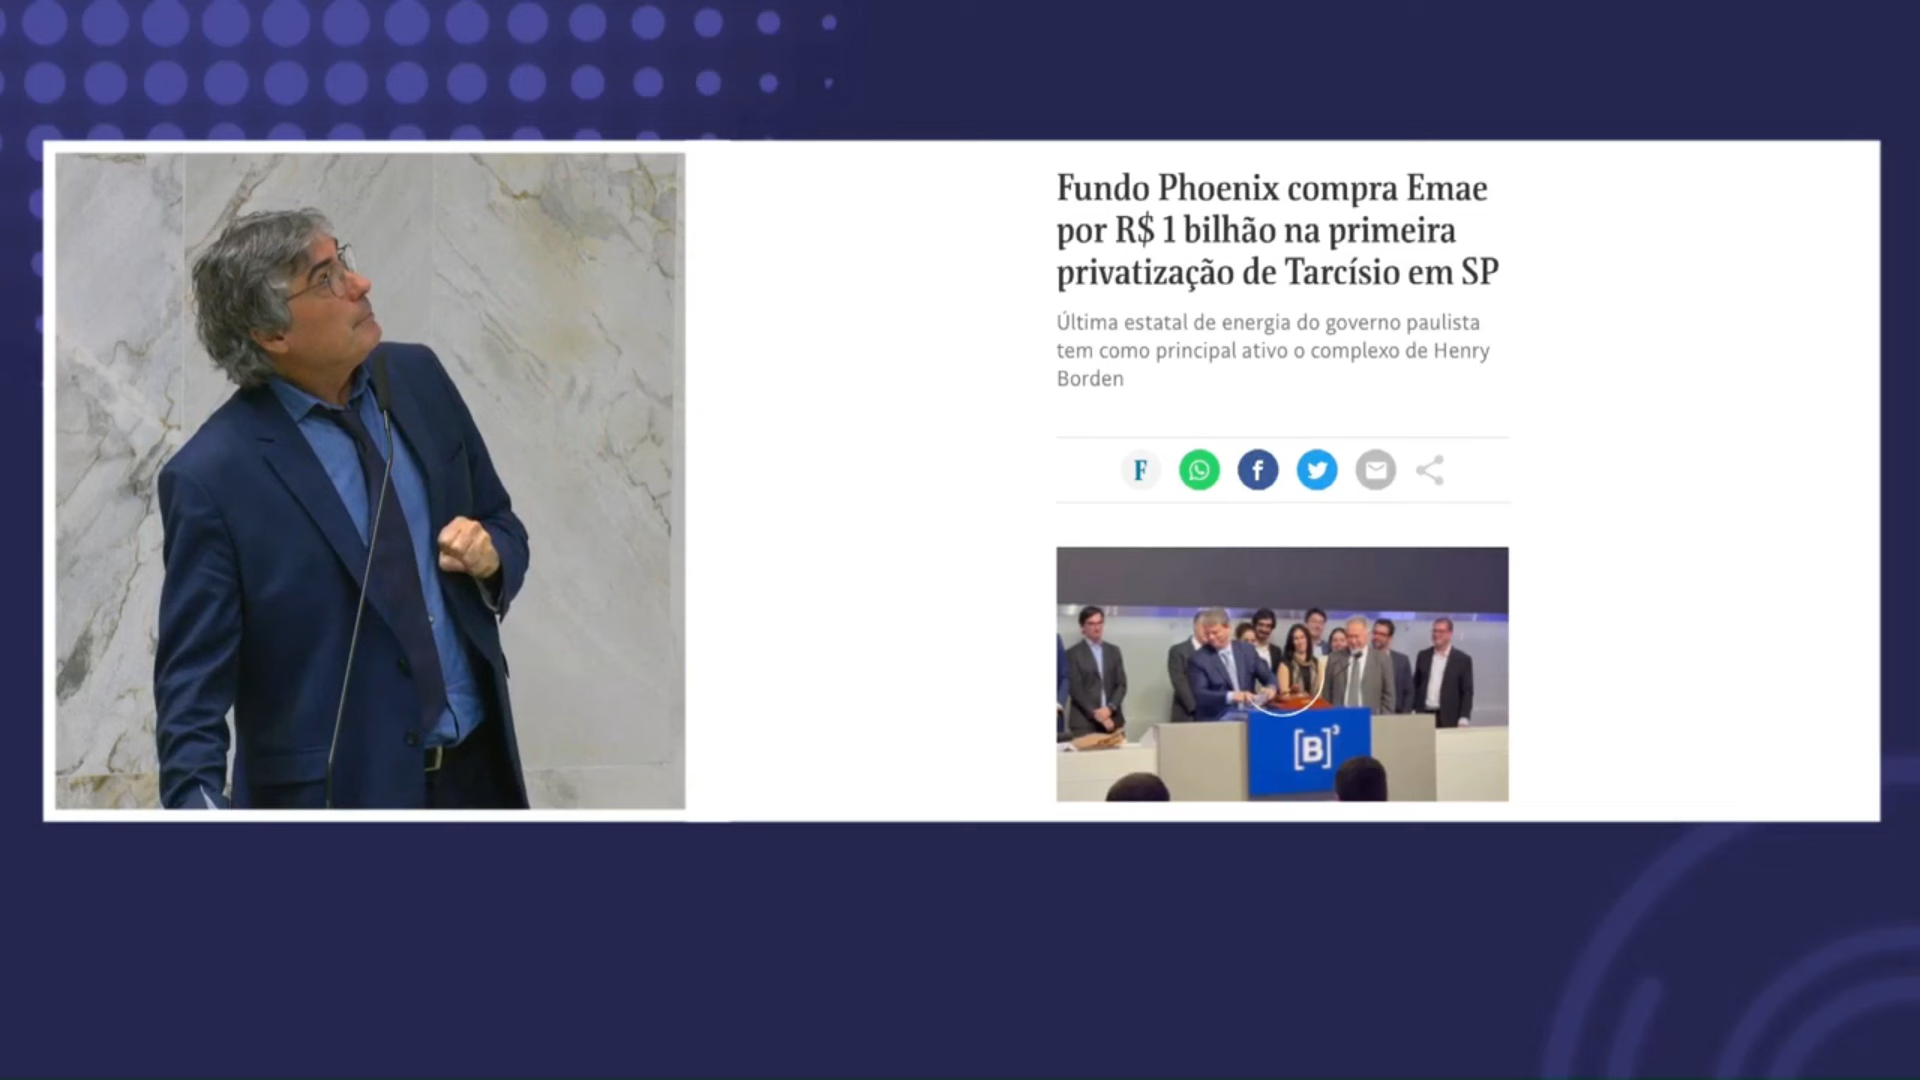 Fundo Phoenix compra Emae
por R$ 1 bilhão na primeira
privatização de Tarcísio em SP
Última estatal de energia do governo paulista
tem como principal ativo o complexo de Henry
Borden
F
f
[B]³